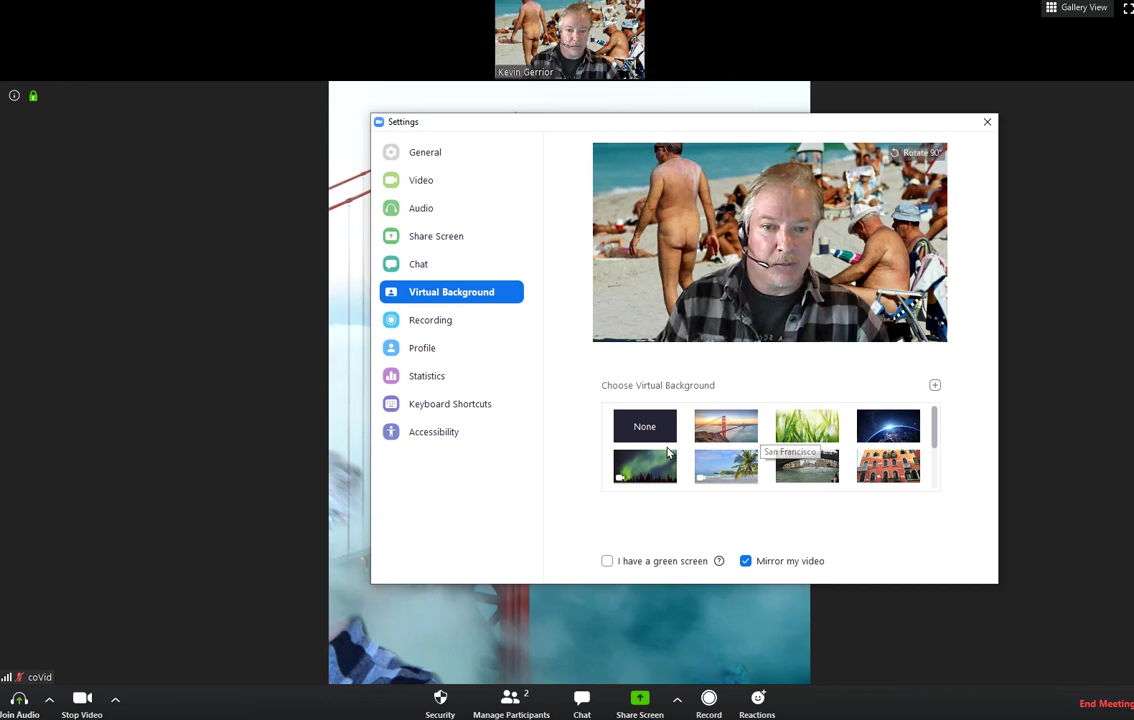 Gallery View
Kevin Gerrior
Settings
General
Video
Audio
Share Screen
Chat
Virtual Background
Recording
Profile
Statistics
Keyboard Shortcuts
Accessibility
Rotate 90°
Choose Virtual Background
None
San Francisco
I have a green screen
Mirror my video
coVid
Join Audio
Stop Video
Security
Manage Participants
2
Chat
Share Screen
Record
Reactions
End Meeting